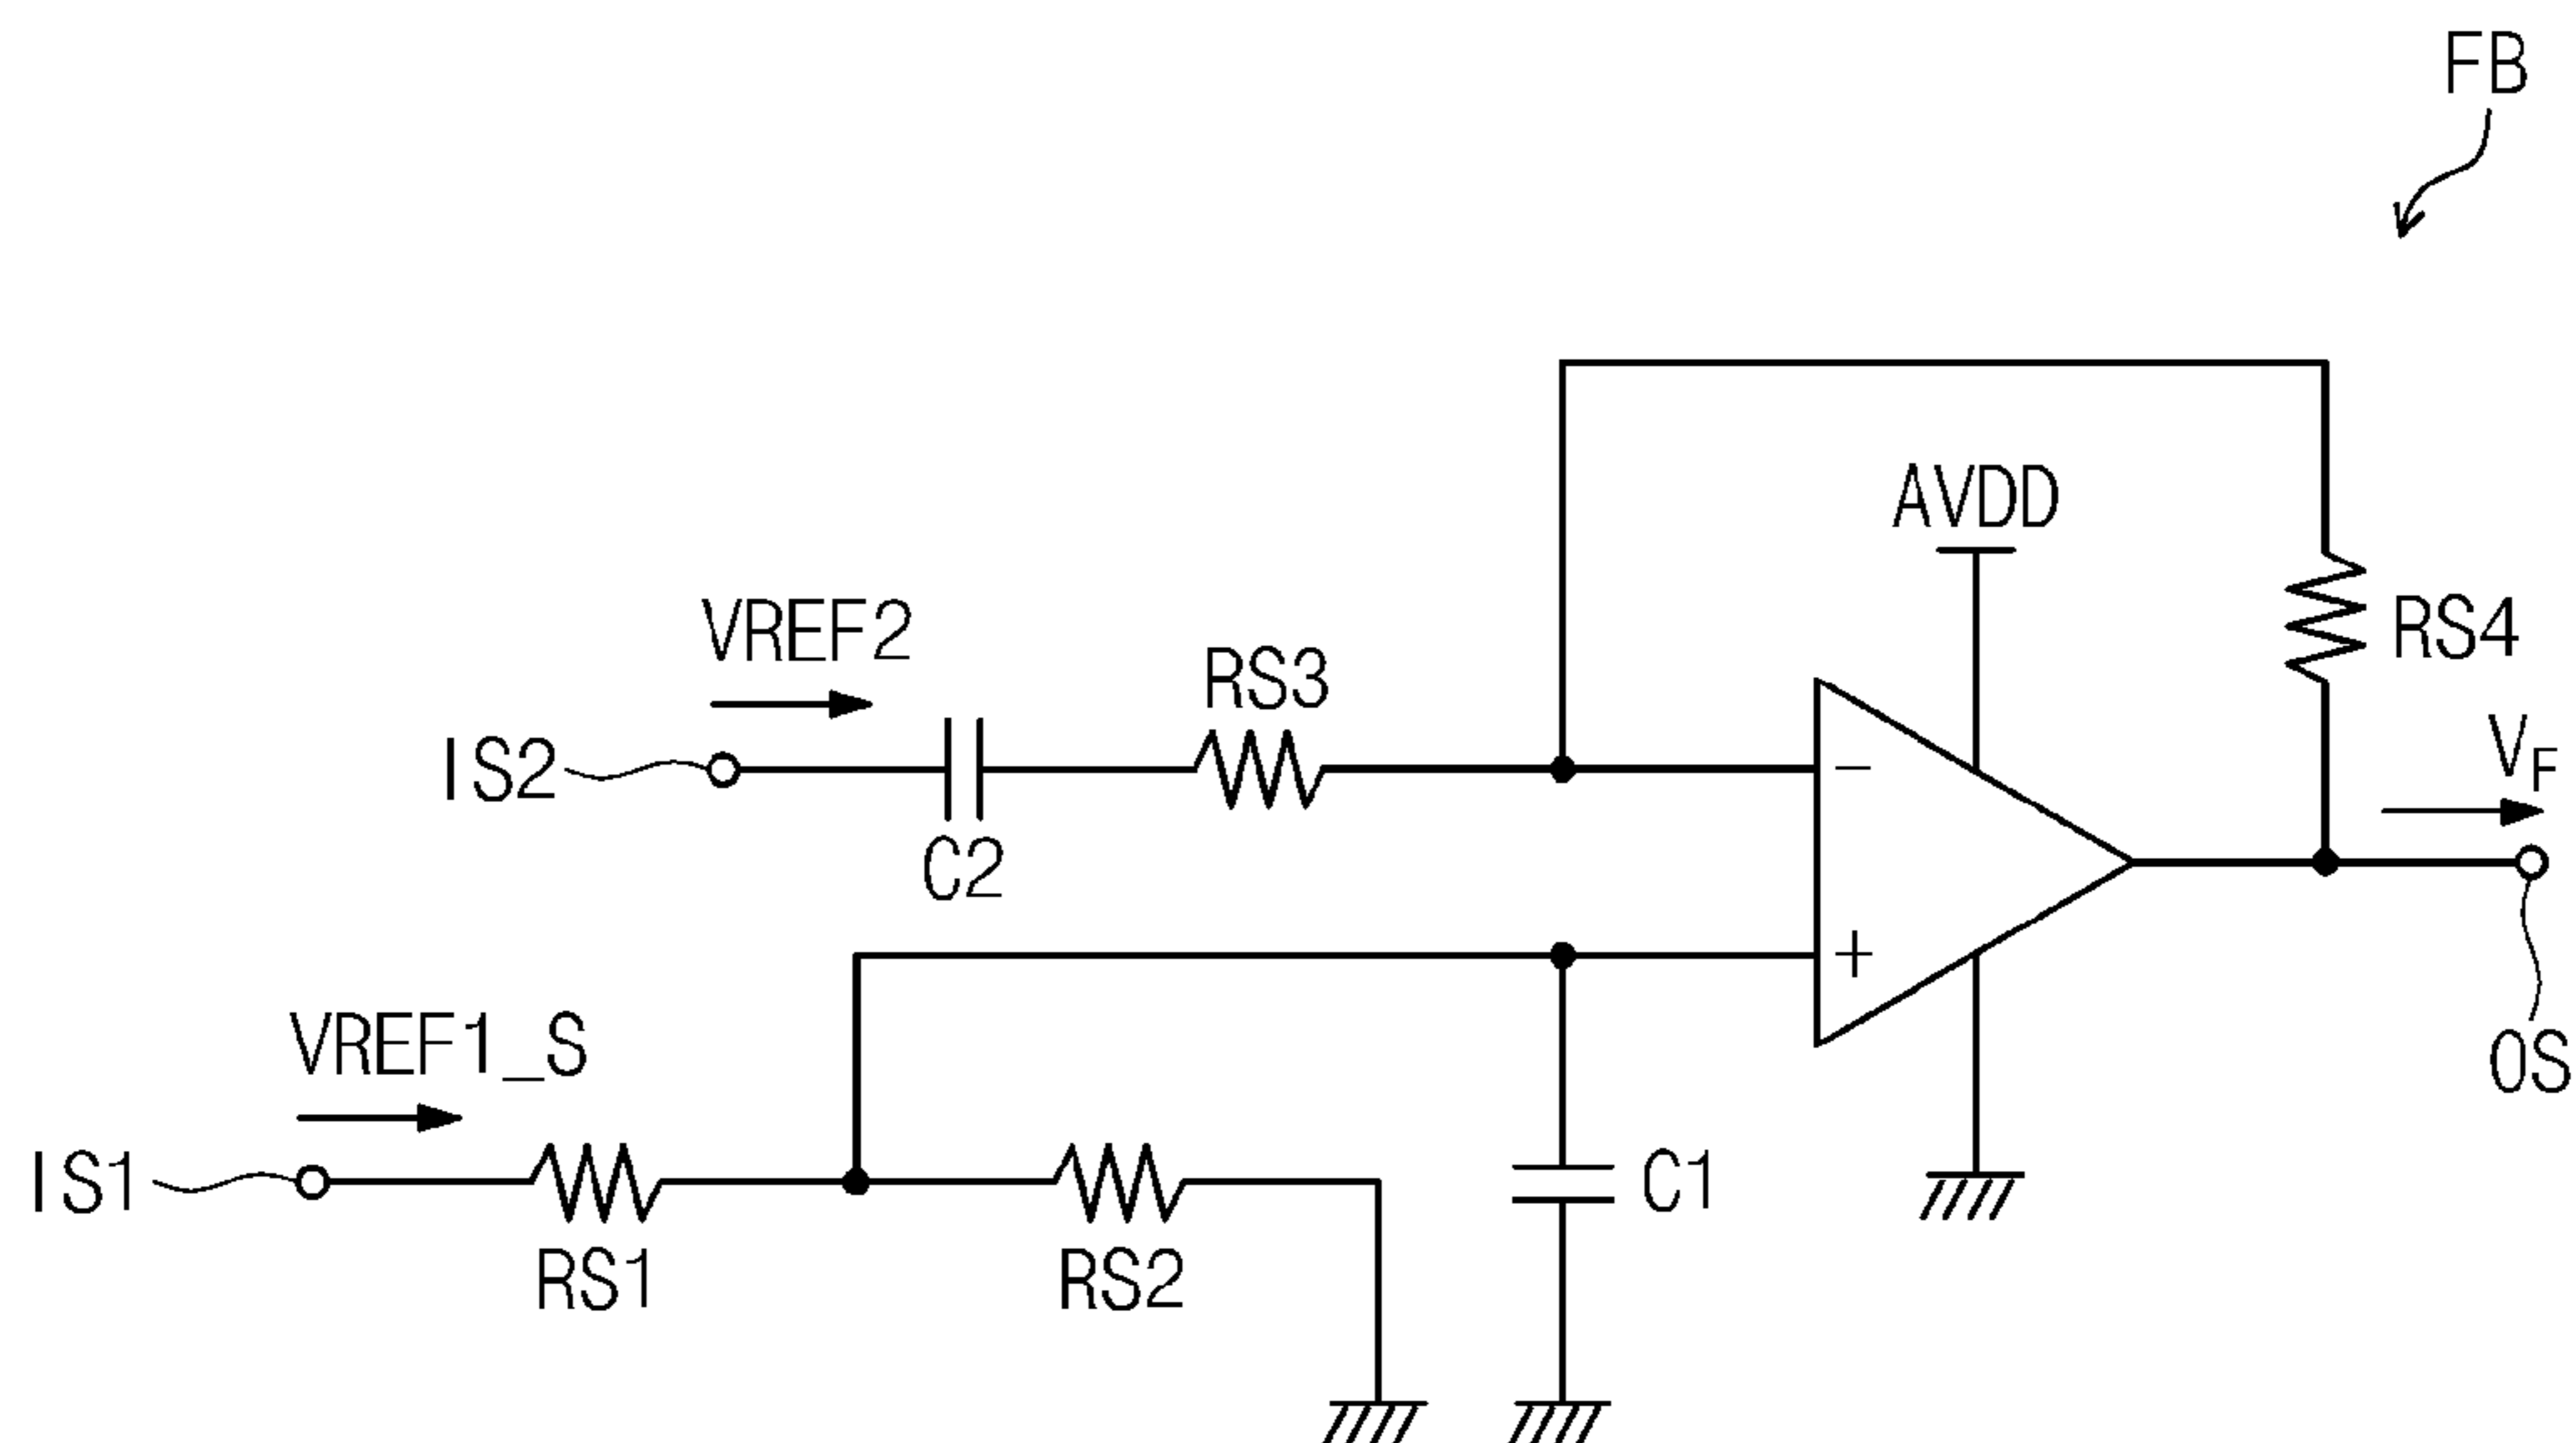 FB
AVDD
VREF2
RS3
RS4
IS2
−
V_F
C2
+
VREF1_S
OS
IS1
C1
RS1
RS2